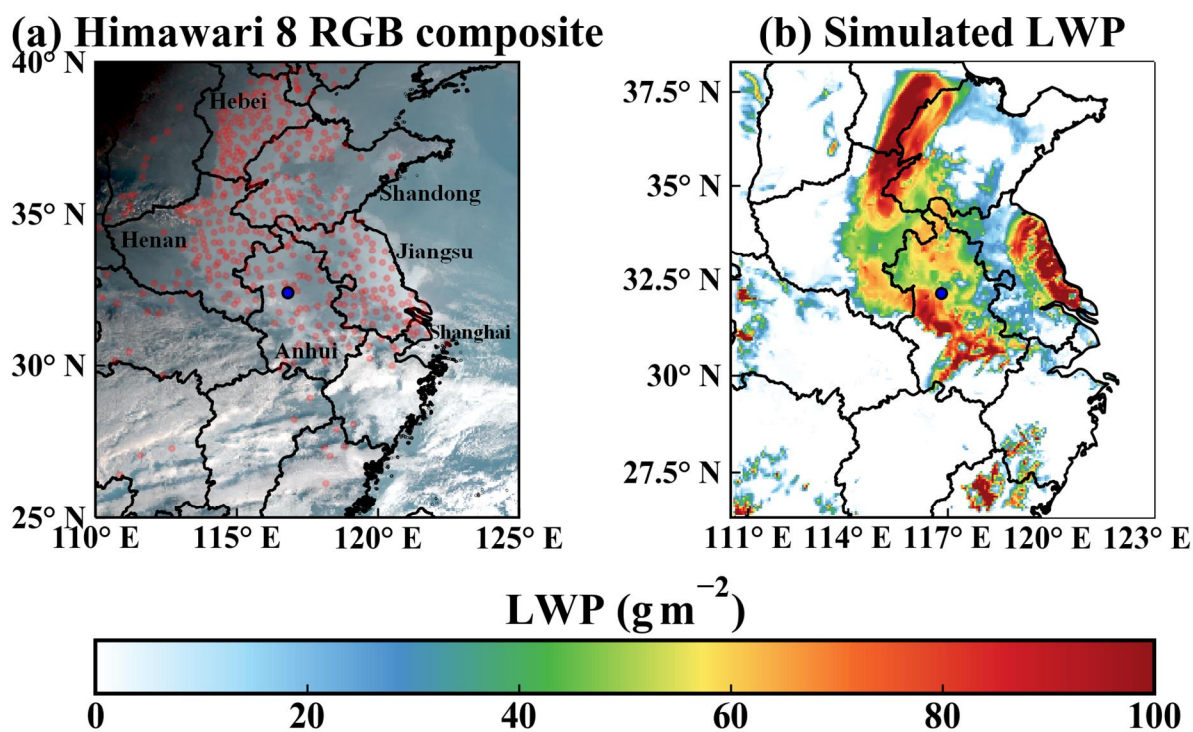 (a) Himawari 8 RGB composite
(b) Simulated LWP
40° N
35° N
30° N
25° N
Hebei
Shandong
Henan
Jiangsu
Shanghai
Anhui
110° E 115° E 120° E 125° E
37.5° N
35° N
32.5° N
30° N
27.5° N
111° E 114° E 117° E 120° E 123° E
LWP (g m⁻²)
0 20 40 60 80 100